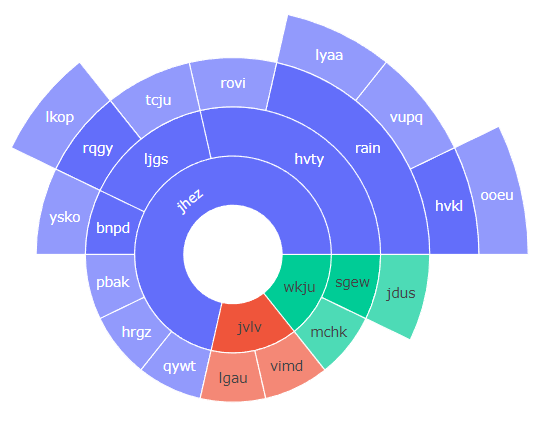 lyaa
rovi
tcju
lkop
vupq
rqgy
rain
ljgs
hvty
ooeu
jhez
hvkl
ysko
bnpd
pbak
wkju
sgew
jdus
hrgz
jvlv
mchk
qywt
vimd
lgau